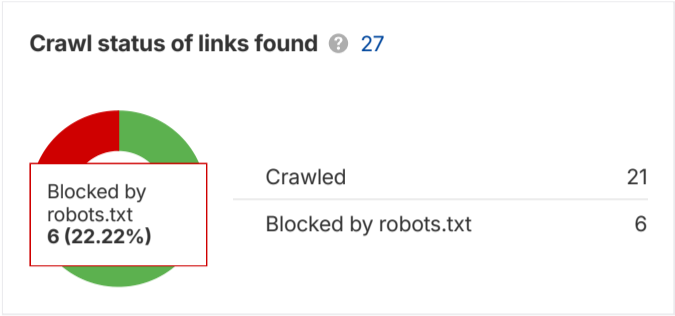 Crawl status of links found ? 27
Blocked by
robots.txt
6 (22.22%)
Crawled 21
Blocked by robots.txt 6